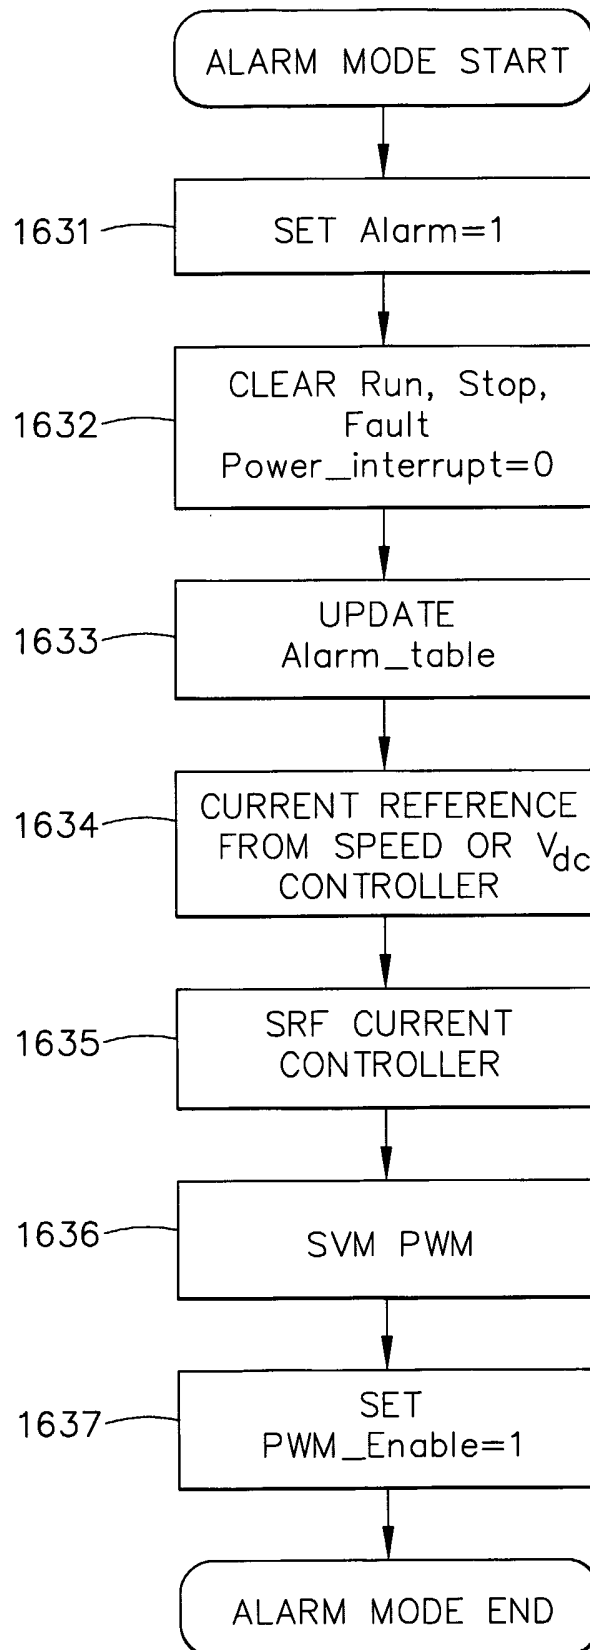 ALARM MODE START
1631
SET Alarm=1
1632
CLEAR Run, Stop,
Fault
Power_interrupt=0
1633
UPDATE
Alarm_table
1634
CURRENT REFERENCE
FROM SPEED OR Vdc
CONTROLLER
1635
SRF CURRENT
CONTROLLER
1636
SVM PWM
1637
SET
PWM_Enable=1
ALARM MODE END